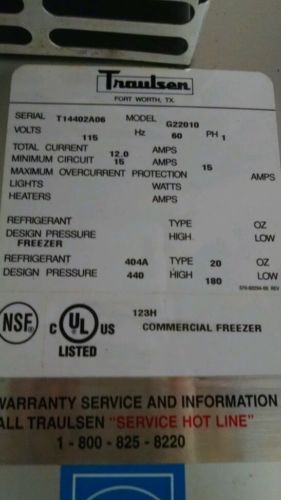 Traulsen
FORT WORTH, TX.
SERIAL T14402A06 MODEL G22010
VOLTS 115 Hz 60 PH 1
TOTAL CURRENT 12.0 AMPS
MINIMUM CIRCUIT 15 AMPS
MAXIMUM OVERCURRENT PROTECTION 15 AMPS
LIGHTS WATTS
HEATERS AMPS
REFRIGERANT TYPE OZ
DESIGN PRESSURE HIGH LOW
FREEZER
REFRIGERANT 404A TYPE 20 OZ
DESIGN PRESSURE 440 HIGH 180 LOW
NSF
C UL US
LISTED
123H
COMMERCIAL FREEZER
WARRANTY SERVICE AND INFORMATION
ALL TRAULSEN "SERVICE HOT LINE"
1 - 800 - 825 - 8220